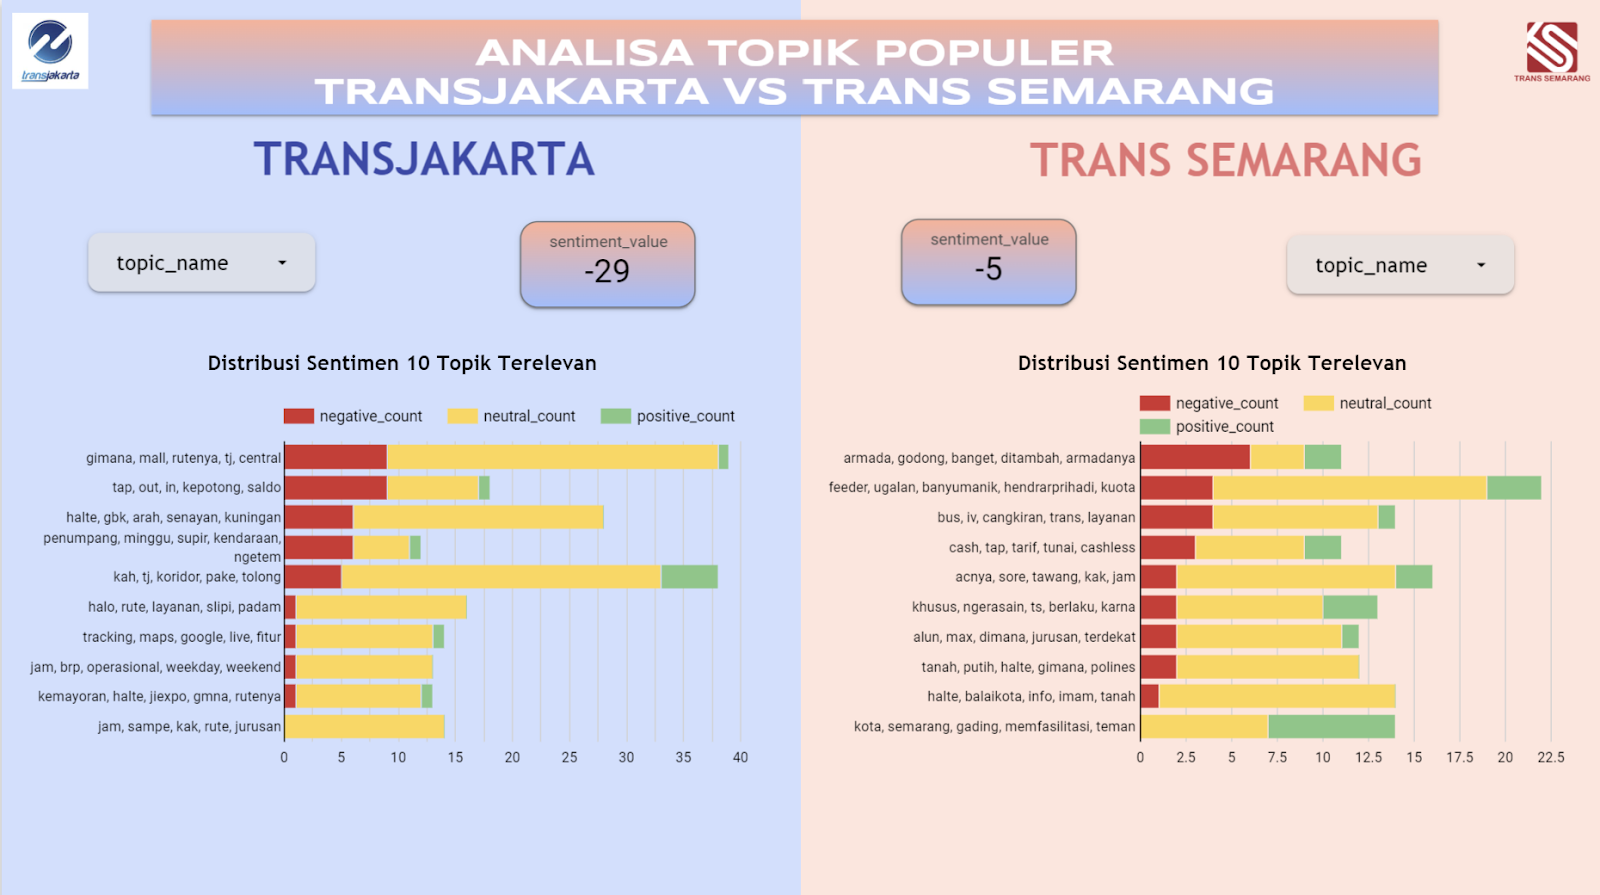 transjakarta
ANALISA TOPIK POPULER
TRANSJAKARTA VS TRANS SEMARANG
TRANS SEMARANG
TRANSJAKARTA
topic_name
sentiment_value
-29
Distribusi Sentimen 10 Topik Terelevan
negative_count
neutral_count
positive_count
gimana, mall, rutenya, tj, central
tap, out, in, kepotong, saldo
halte, gbk, arah, senayan, kuningan
penumpang, minggu, supir, kendaraan,
ngetem
kah, tj, koridor, pake, tolong
halo, rute, layanan, slipi, padam
tracking, maps, google, live, fitur
jam, brp, operasional, weekday, weekend
kemayoran, halte, jiexpo, gmna, rutenya
jam, sampe, kak, rute, jurusan
0 5 10 15 20 25 30 35 40
TRANS SEMARANG
sentiment_value
-5
topic_name
Distribusi Sentimen 10 Topik Terelevan
negative_count
neutral_count
positive_count
armada, godong, banget, ditambah, armadanya
feeder, ugalan, banyumanik, hendrarprihadi, kuota
bus, iv, cangkiran, trans, layanan
cash, tap, tarif, tunai, cashless
acnya, sore, tawang, kak, jam
khusus, ngerasain, ts, berlaku, karna
alun, max, dimana, jurusan, terdekat
tanah, putih, halte, gimana, polines
halte, balaikota, info, imam, tanah
kota, semarang, gading, memfasilitasi, teman
0 2.5 5 7.5 10 12.5 15 17.5 20 22.5